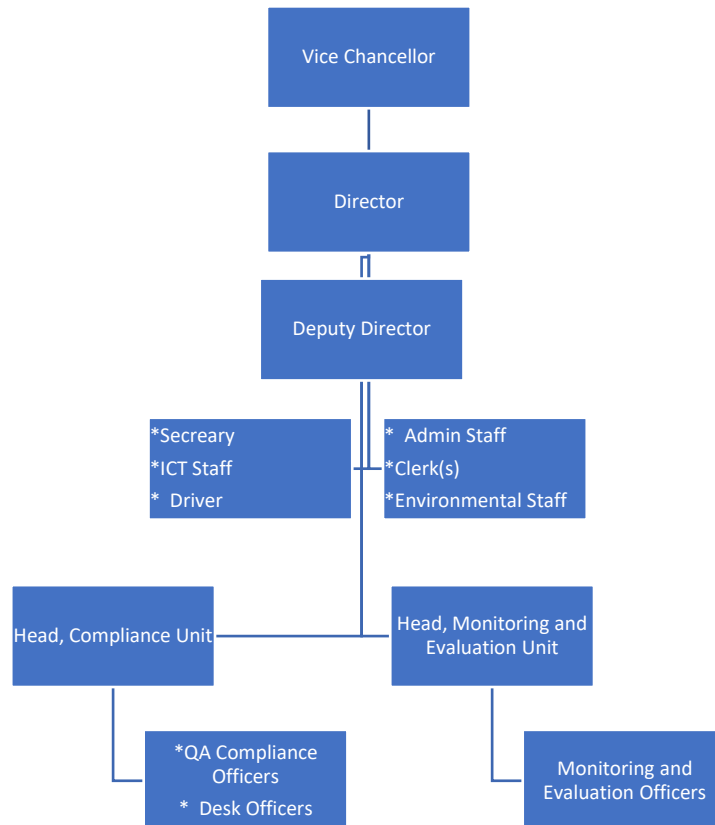 Vice Chancellor
Director
Deputy Director
*Secreary
*ICT Staff
*  Driver
*  Admin Staff
*Clerk(s)
*Environmental Staff
Head, Compliance Unit
Head, Monitoring and
Evaluation Unit
*QA Compliance
Officers
*  Desk Officers
Monitoring and
Evaluation Officers